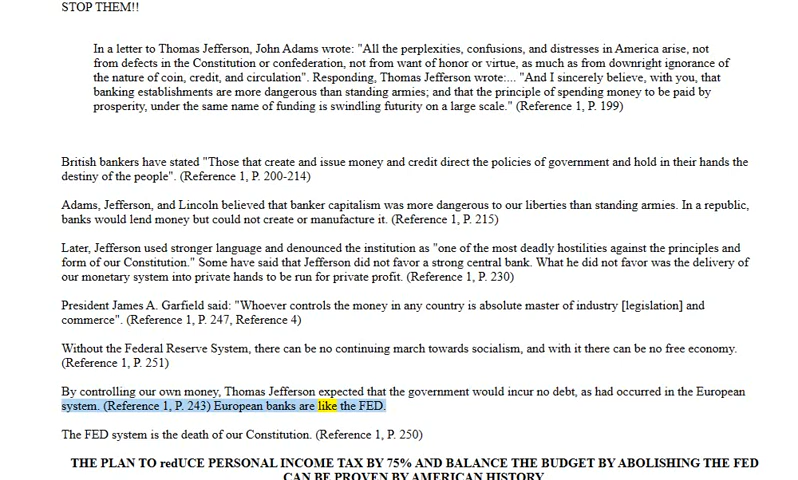 STOP THEM!!
In a letter to Thomas Jefferson, John Adams wrote: "All the perplexities, confusions, and distresses in America arise, not
from defects in the Constitution or confederation, not from want of honor or virtue, as much as from downright ignorance of
the nature of coin, credit, and circulation". Responding, Thomas Jefferson wrote:... "And I sincerely believe, with you, that
banking establishments are more dangerous than standing armies; and that the principle of spending money to be paid by
prosperity, under the same name of funding is swindling futurity on a large scale." (Reference 1, P. 199)
British bankers have stated "Those that create and issue money and credit direct the policies of government and hold in their hands the
destiny of the people". (Reference 1, P. 200-214)
Adams, Jefferson, and Lincoln believed that banker capitalism was more dangerous to our liberties than standing armies. In a republic,
banks would lend money but could not create or manufacture it. (Reference 1, P. 215)
Later, Jefferson used stronger language and denounced the institution as "one of the most deadly hostilities against the principles and
form of our Constitution." Some have said that Jefferson did not favor a strong central bank. What he did not favor was the delivery of
our monetary system into private hands to be run for private profit. (Reference 1, P. 230)
President James A. Garfield said: "Whoever controls the money in any country is absolute master of industry [legislation] and
commerce". (Reference 1, P. 247, Reference 4)
Without the Federal Reserve System, there can be no continuing march towards socialism, and with it there can be no free economy.
(Reference 1, P. 251)
By controlling our own money, Thomas Jefferson expected that the government would incur no debt, as had occurred in the European
system. (Reference 1, P. 243) European banks are like the FED.
The FED system is the death of our Constitution. (Reference 1, P. 250)
THE PLAN TO redUCE PERSONAL INCOME TAX BY 75% AND BALANCE THE BUDGET BY ABOLISHING THE FED
CAN BE PROVEN BY AMERICAN HISTORY